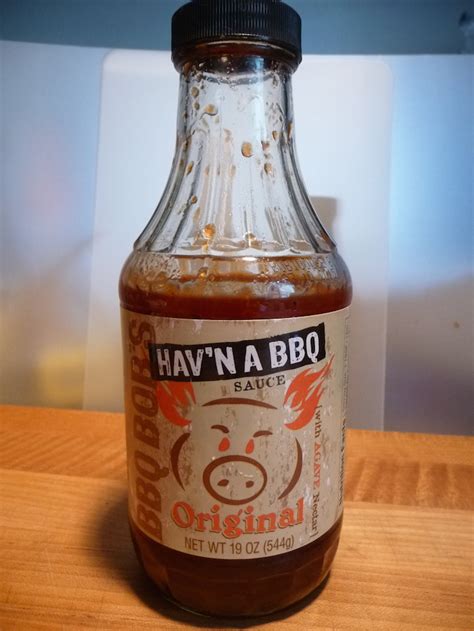 BBQ BOB'S
HAV'N A BBQ
SAUCE
(with AGAVE Nectar)
Original
NET WT 19 OZ (544g)